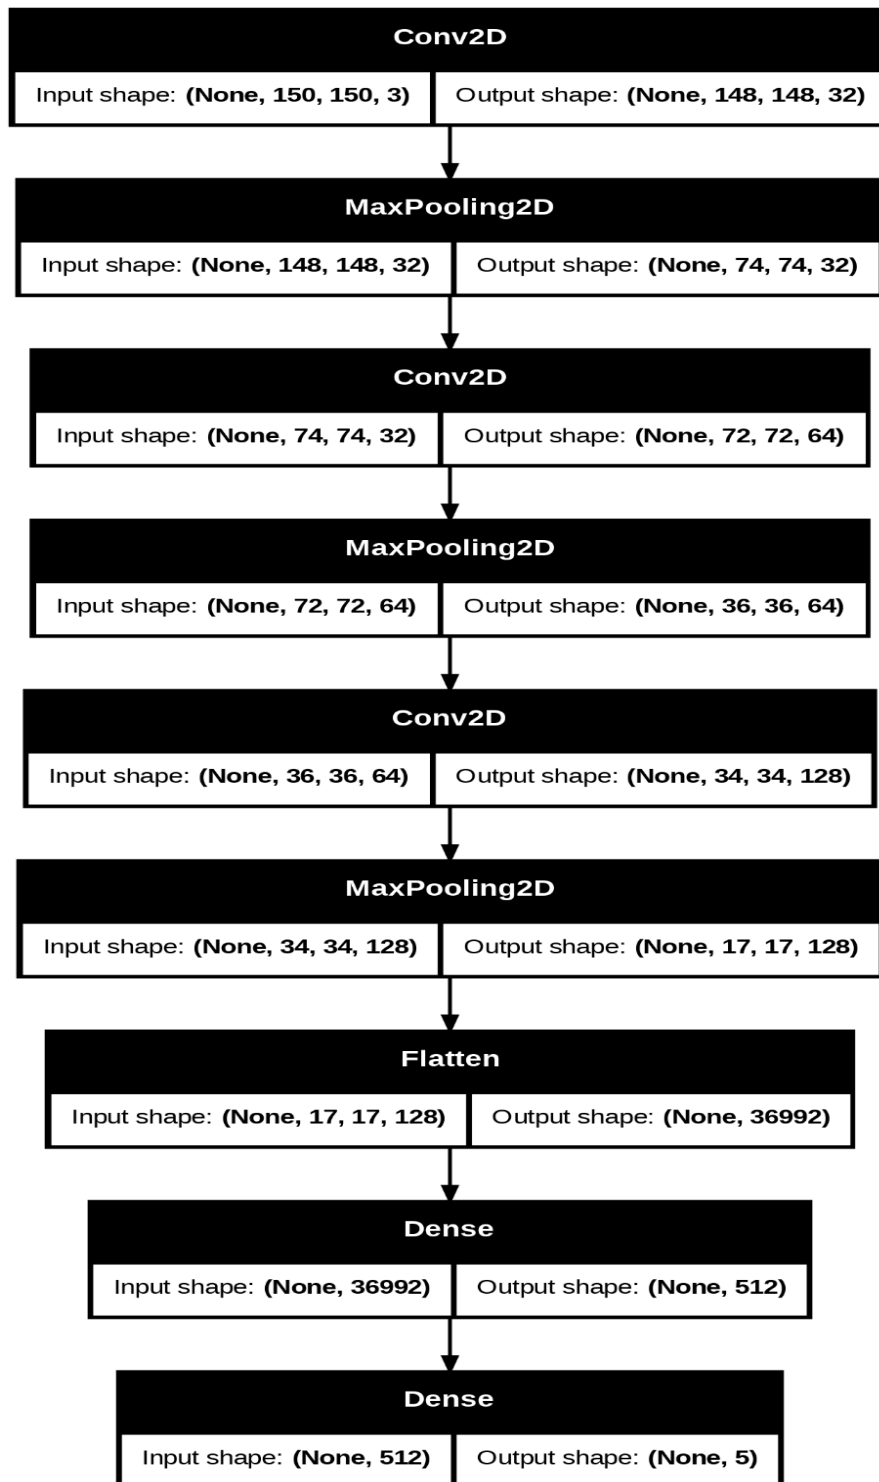 Conv2D
Input shape: (None, 150, 150, 3) Output shape: (None, 148, 148, 32)
MaxPooling2D
Input shape: (None, 148, 148, 32) Output shape: (None, 74, 74, 32)
Conv2D
Input shape: (None, 74, 74, 32) Output shape: (None, 72, 72, 64)
MaxPooling2D
Input shape: (None, 72, 72, 64) Output shape: (None, 36, 36, 64)
Conv2D
Input shape: (None, 36, 36, 64) Output shape: (None, 34, 34, 128)
MaxPooling2D
Input shape: (None, 34, 34, 128) Output shape: (None, 17, 17, 128)
Flatten
Input shape: (None, 17, 17, 128) Output shape: (None, 36992)
Dense
Input shape: (None, 36992) Output shape: (None, 512)
Dense
Input shape: (None, 512) Output shape: (None, 5)